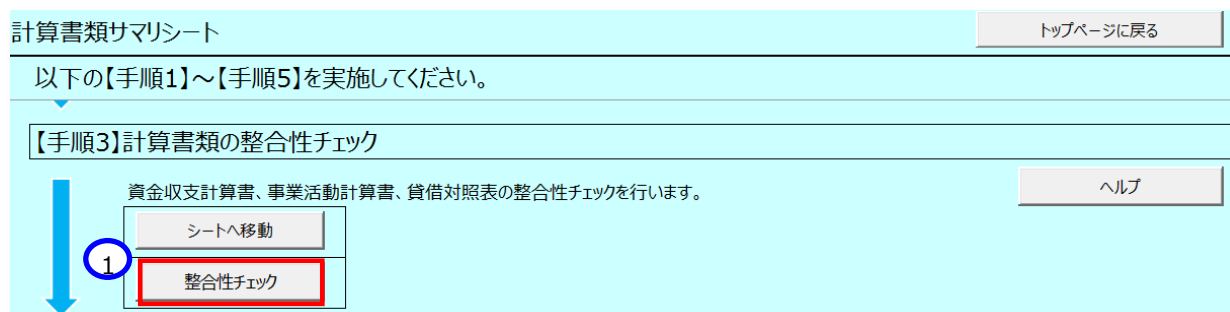 計算書類サマリシート
トップページに戻る
以下の【手順1】～【手順5】を実施してください。
【手順3】計算書類の整合性チェック
資金収支計算書、事業活動計算書、貸借対照表の整合性チェックを行います。
ヘルプ
シートへ移動
1
整合性チェック